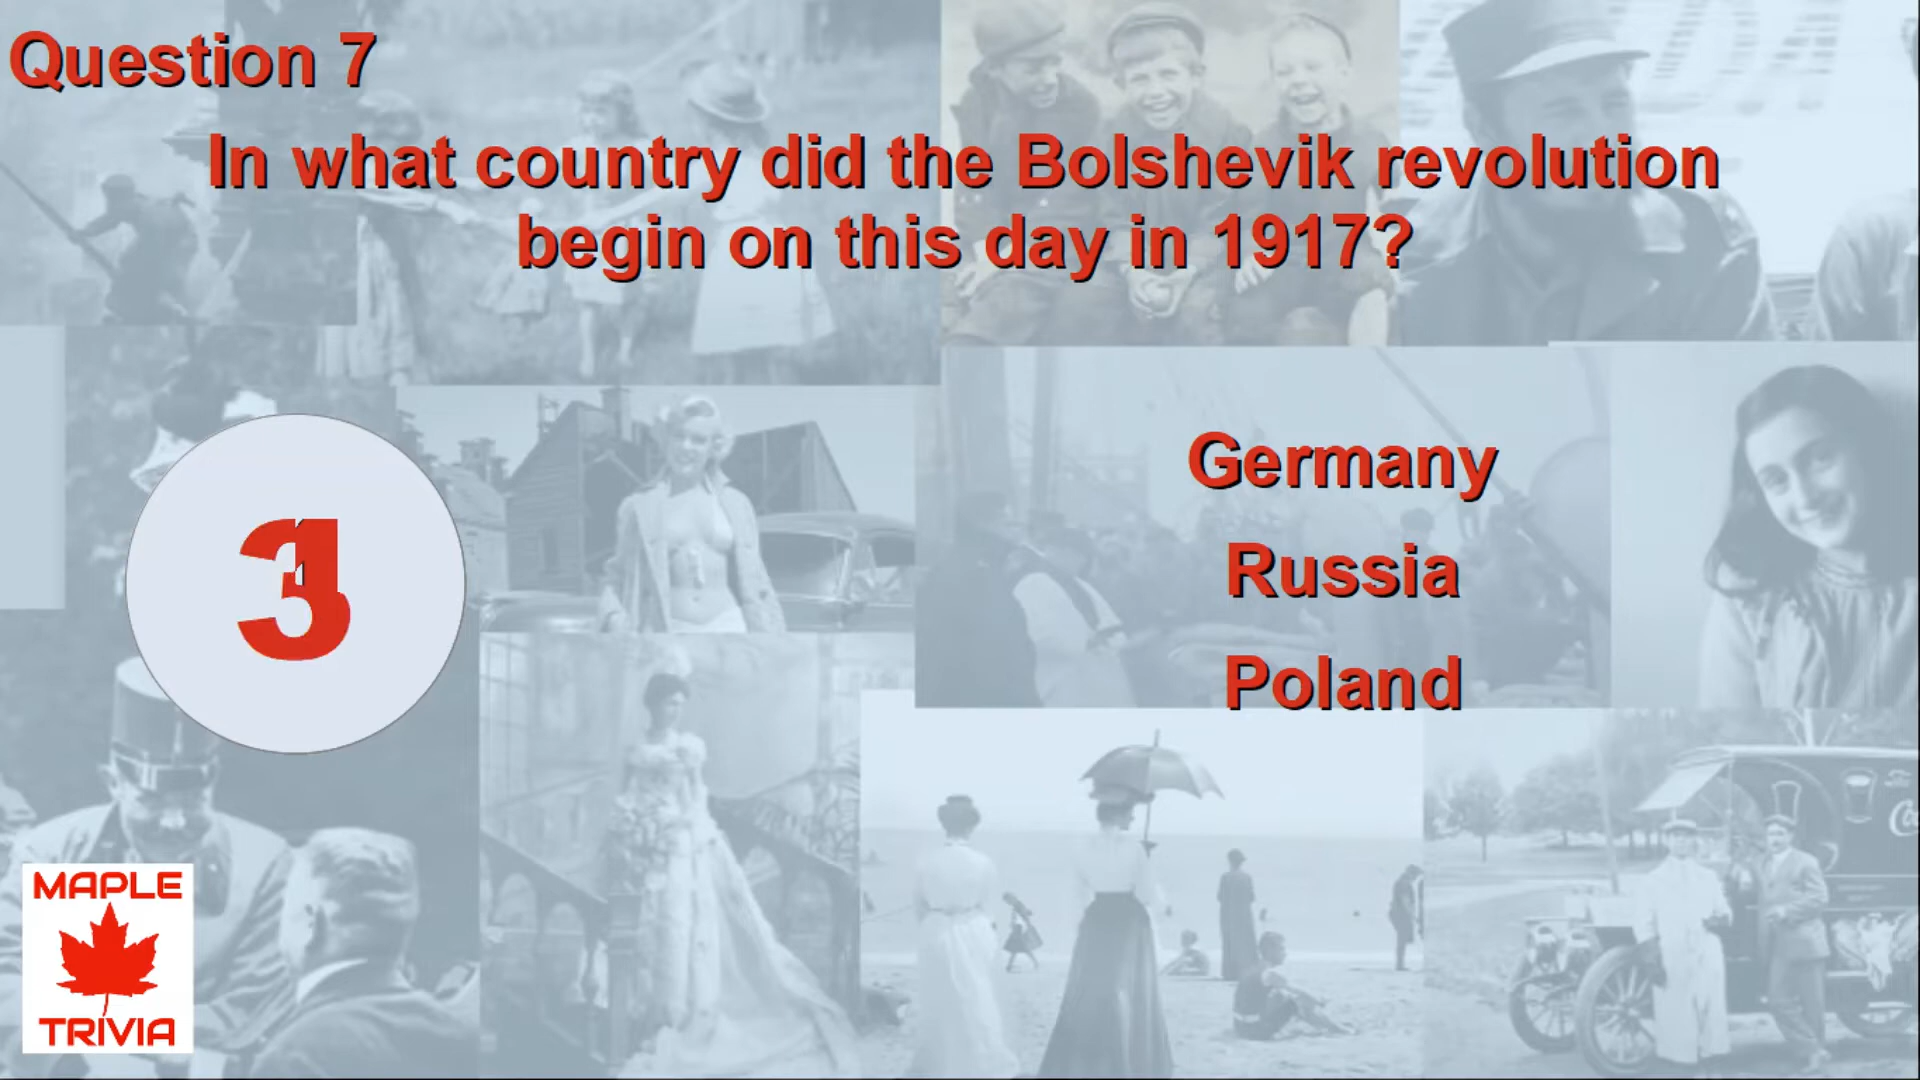 Question 7
In what country did the Bolshevik revolution
begin on this day in 1917?
Germany
Russia
Poland
MAPLE
TRIVIA